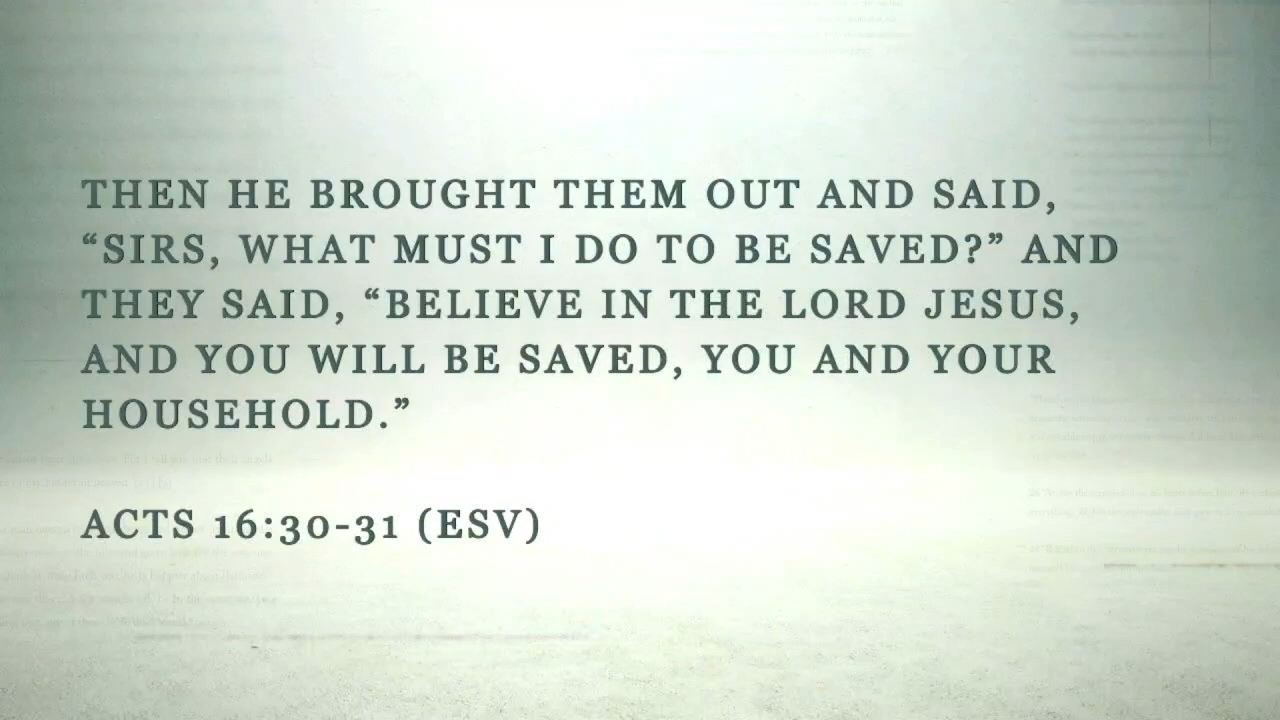 THEN HE BROUGHT THEM OUT AND SAID,
“SIRS, WHAT MUST I DO TO BE SAVED?” AND
THEY SAID, “BELIEVE IN THE LORD JESUS,
AND YOU WILL BE SAVED, YOU AND YOUR
HOUSEHOLD.”
ACTS 16:30-31 (ESV)